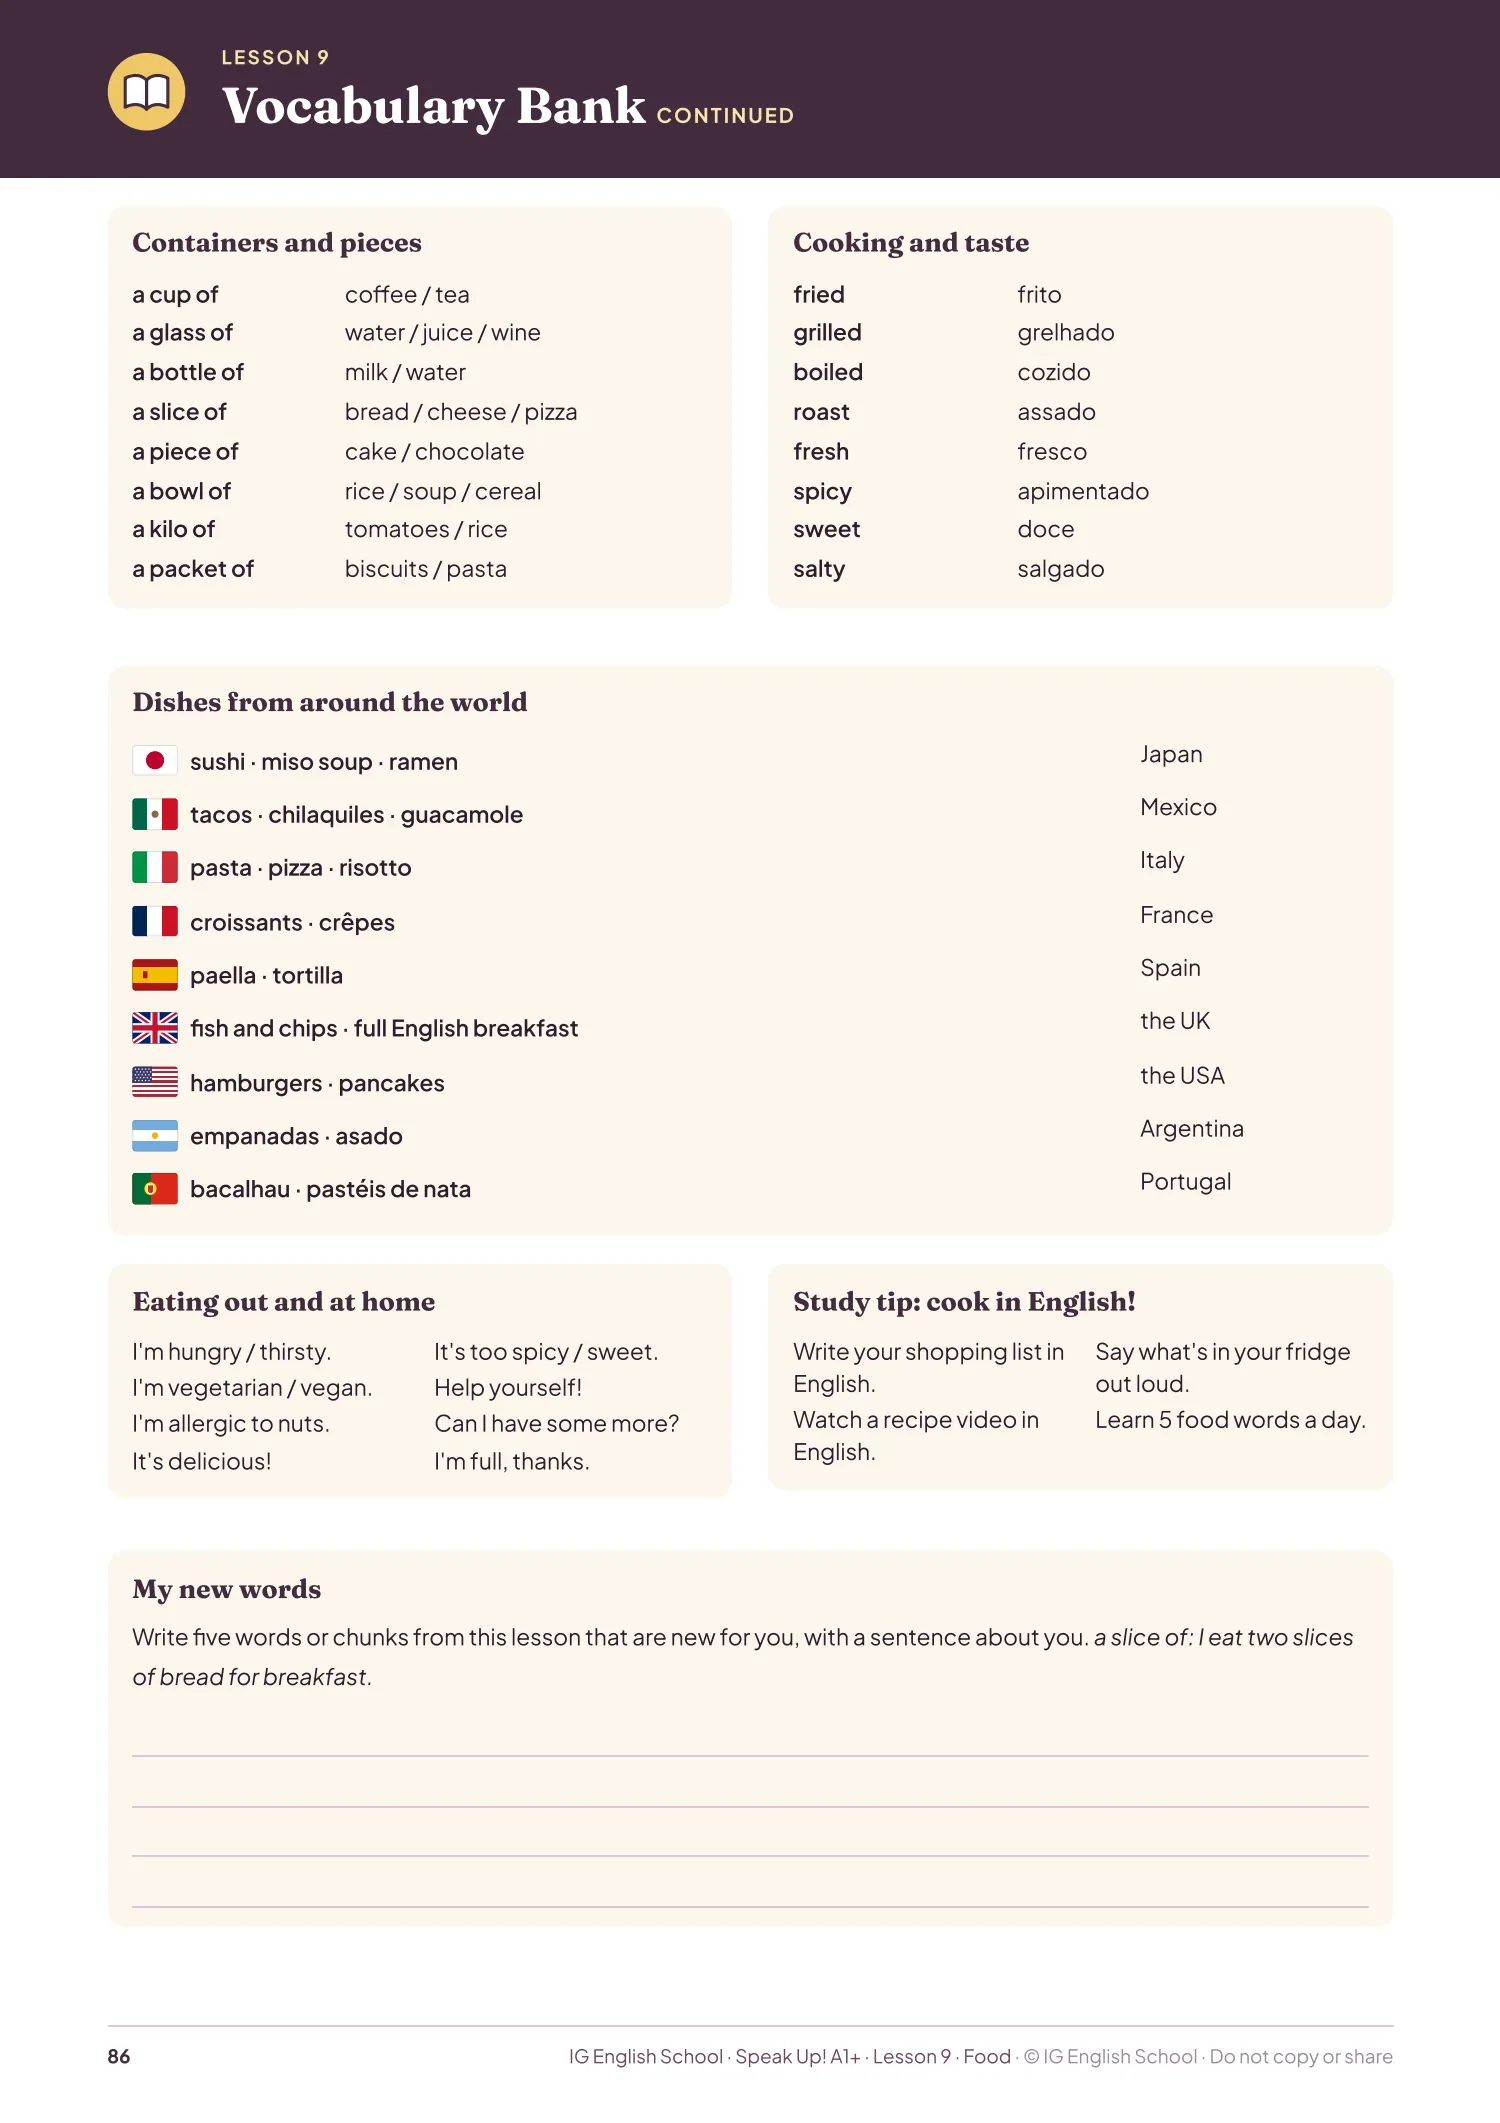 LESSON 9
Vocabulary Bank CONTINUED
Containers and pieces
a cup of coffee / tea
a glass of water / juice / wine
a bottle of milk / water
a slice of bread / cheese / pizza
a piece of cake / chocolate
a bowl of rice / soup / cereal
a kilo of tomatoes / rice
a packet of biscuits / pasta
Cooking and taste
fried frito
grilled grelhado
boiled cozido
roast assado
fresh fresco
spicy apimentado
sweet doce
salty salgado
Dishes from around the world
sushi · miso soup · ramen Japan
tacos · chilaquiles · guacamole Mexico
pasta · pizza · risotto Italy
croissants · crêpes France
paella · tortilla Spain
fish and chips · full English breakfast the UK
hamburgers · pancakes the USA
empanadas · asado Argentina
bacalhau · pastéis de nata Portugal
Eating out and at home
I'm hungry / thirsty. It's too spicy / sweet.
I'm vegetarian / vegan. Help yourself!
I'm allergic to nuts. Can I have some more?
It's delicious! I'm full, thanks.
Study tip: cook in English!
Write your shopping list in
English.
Say what's in your fridge
out loud.
Watch a recipe video in
English.
Learn 5 food words a day.
My new words
Write five words or chunks from this lesson that are new for you, with a sentence about you. a slice of: I eat two slices
of bread for breakfast.
86 IG English School · Speak Up! A1+ · Lesson 9 · Food · © IG English School · Do not copy or share